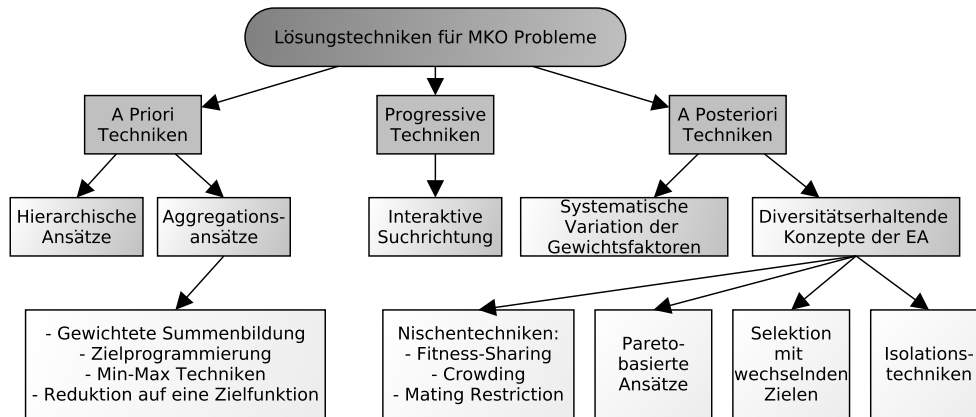 Lösungstechniken für MKO Probleme
A Priori
Techniken
Progressive
Techniken
A Posteriori
Techniken
Hierarchische
Ansätze
Aggregations-
ansätze
Interaktive
Suchrichtung
Systematische
Variation der
Gewichtsfaktoren
Diversitätserhaltende
Konzepte der EA
- Gewichtete Summenbildung
- Zielprogrammierung
- Min-Max Techniken
- Reduktion auf eine Zielfunktion
Nischentechniken:
- Fitness-Sharing
- Crowding
- Mating Restriction
Pareto-
basierte
Ansätze
Selektion
mit
wechselnden
Zielen
Isolations-
techniken